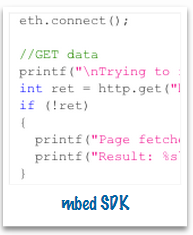 eth.connect();
//GET data
printf("\nTrying to
int ret = http.get("
if (!ret)
{
printf("Page fetche
printf("Result: %s
}
mbed SDK